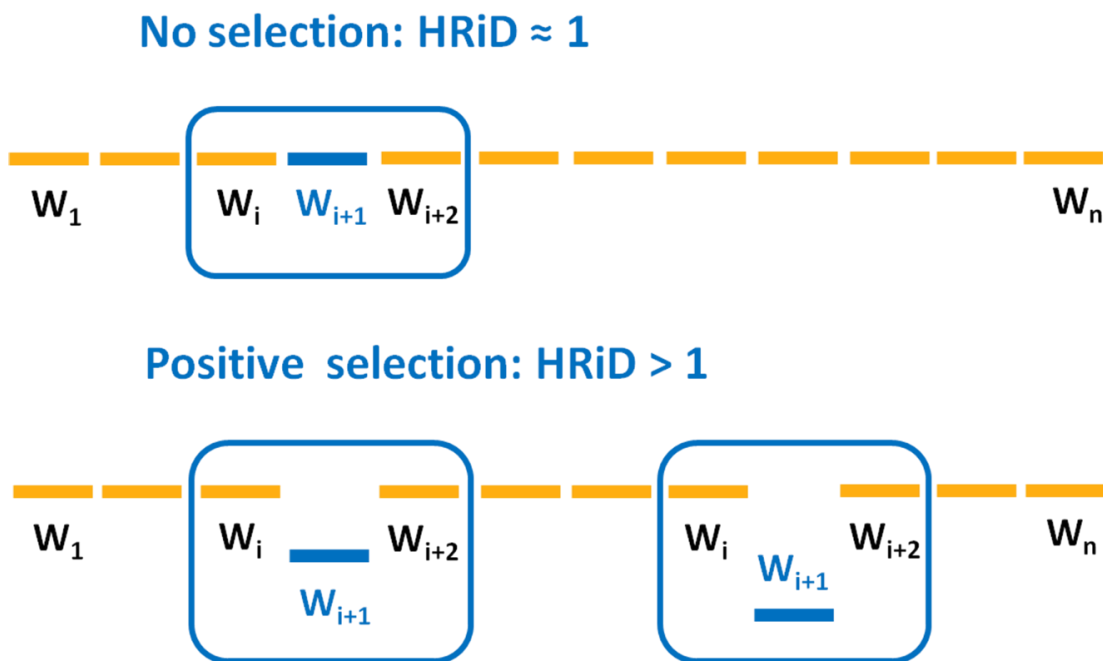 No selection: HRiD ≈ 1
W₁ Wᵢ Wᵢ₊₁ Wᵢ₊₂ Wₙ
Positive selection: HRiD > 1
W₁ Wᵢ Wᵢ₊₁ Wᵢ₊₂ Wᵢ Wᵢ₊₁ Wᵢ₊₂ Wₙ